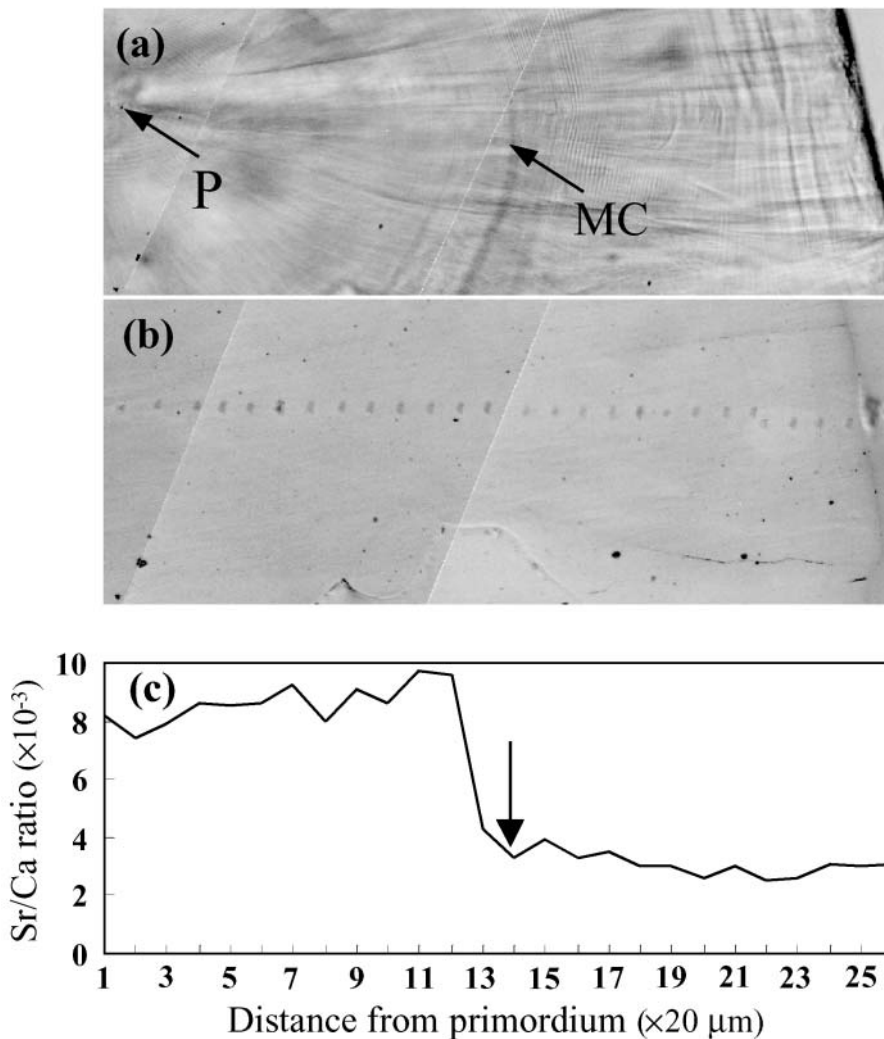 (a)
P
MC
(b)
(c)
Sr/Ca ratio (×10⁻³)
10
8
6
4
2
0
1 3 5 7 9 11 13 15 17 19 21 23 25
Distance from primordium (×20 μm)